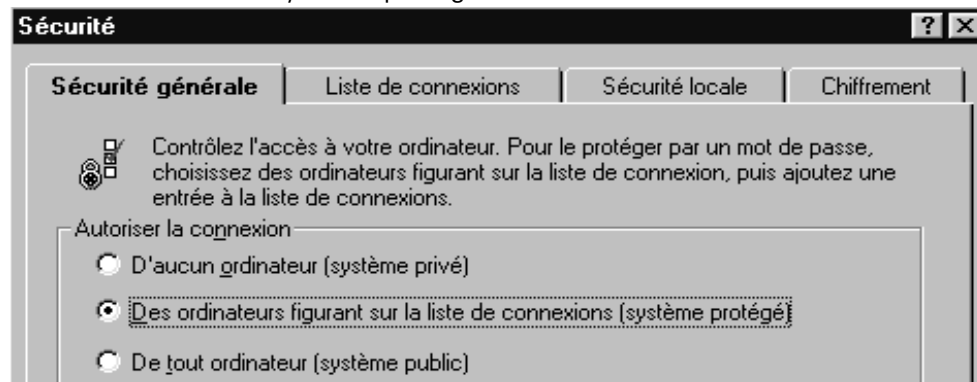 Sécurité
Sécurité générale
Liste de connexions
Sécurité locale
Chiffrement
Contrôlez l'accès à votre ordinateur. Pour le protéger par un mot de passe,
choisissez des ordinateurs figurant sur la liste de connexion, puis ajoutez une
entrée à la liste de connexions.
Autoriser la connexion
D'aucun ordinateur (système privé)
Des ordinateurs figurant sur la liste de connexions (système protégé)
De tout ordinateur (système public)